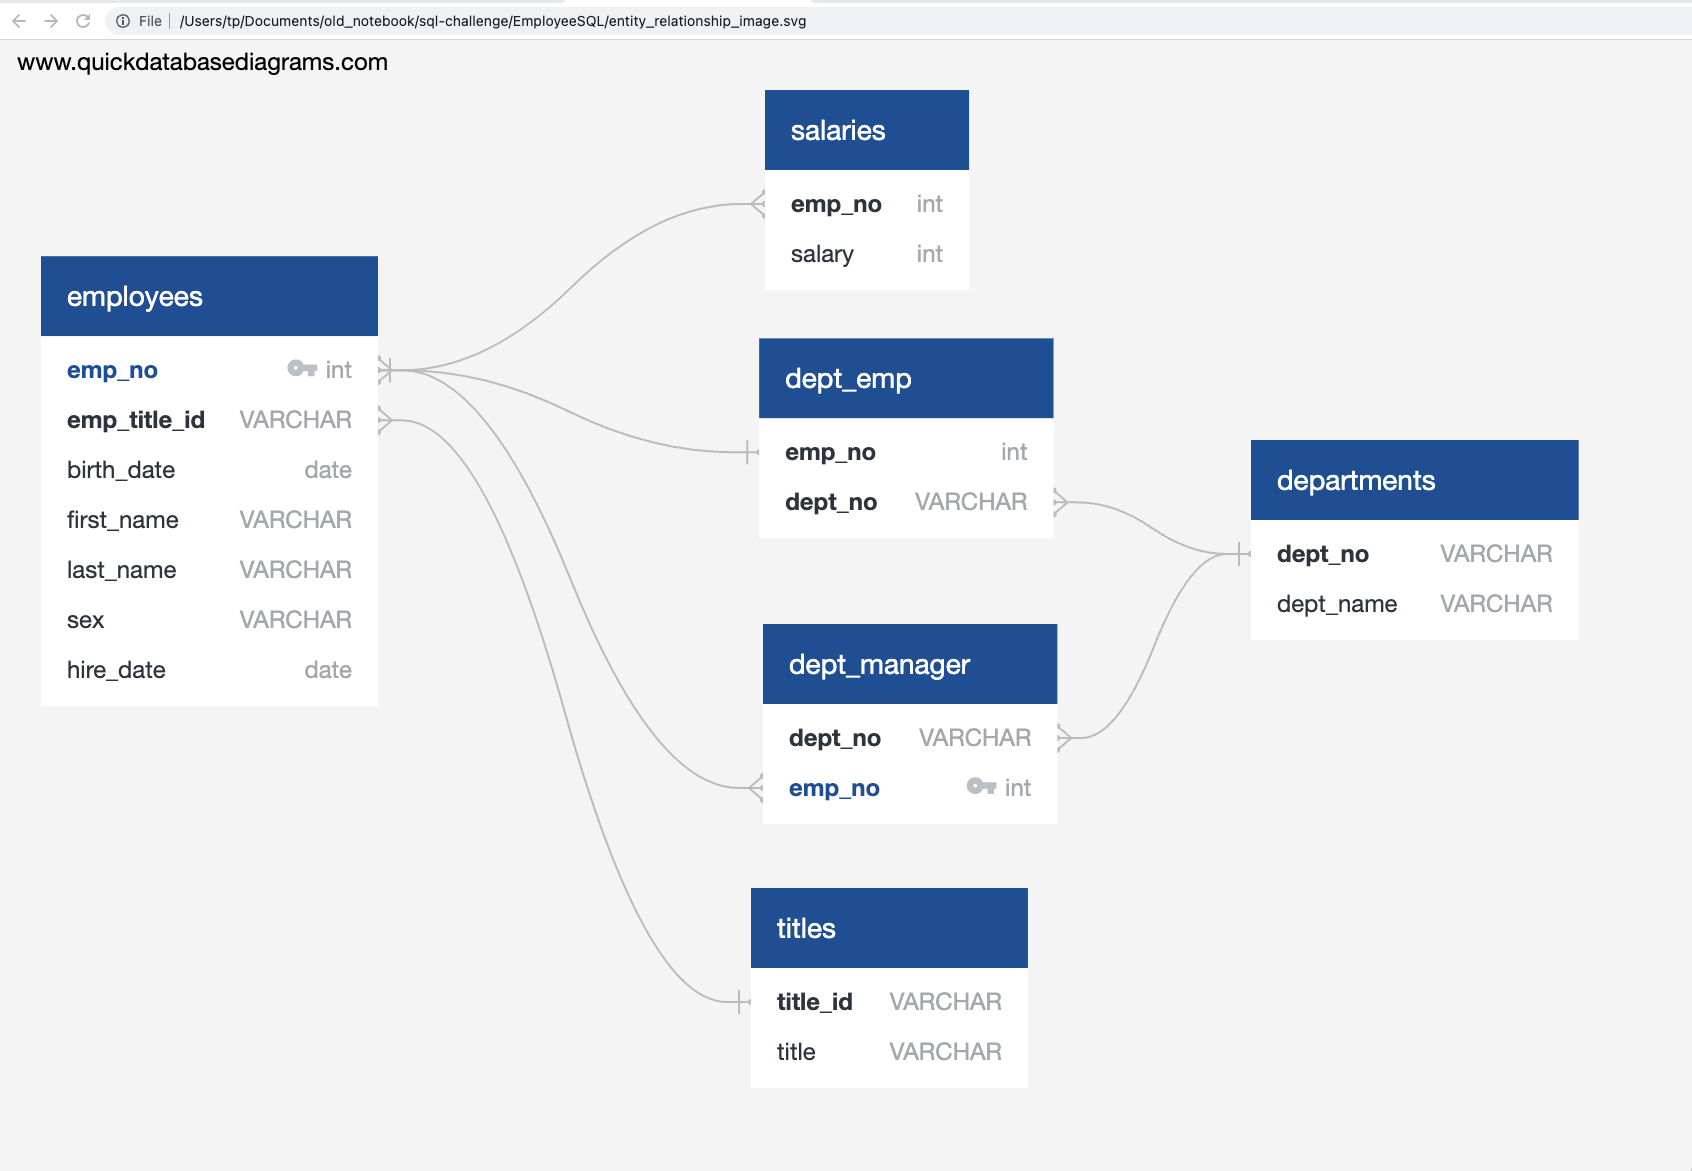 File
/Users/tp/Documents/old_notebook/sql-challenge/EmployeeSQL/entity_relationship_image.svg
www.quickdatabasediagrams.com
employees
emp_no int
emp_title_id VARCHAR
birth_date date
first_name VARCHAR
last_name VARCHAR
sex VARCHAR
hire_date date
salaries
emp_no int
salary int
dept_emp
emp_no int
dept_no VARCHAR
dept_manager
dept_no VARCHAR
emp_no int
titles
title_id VARCHAR
title VARCHAR
departments
dept_no VARCHAR
dept_name VARCHAR